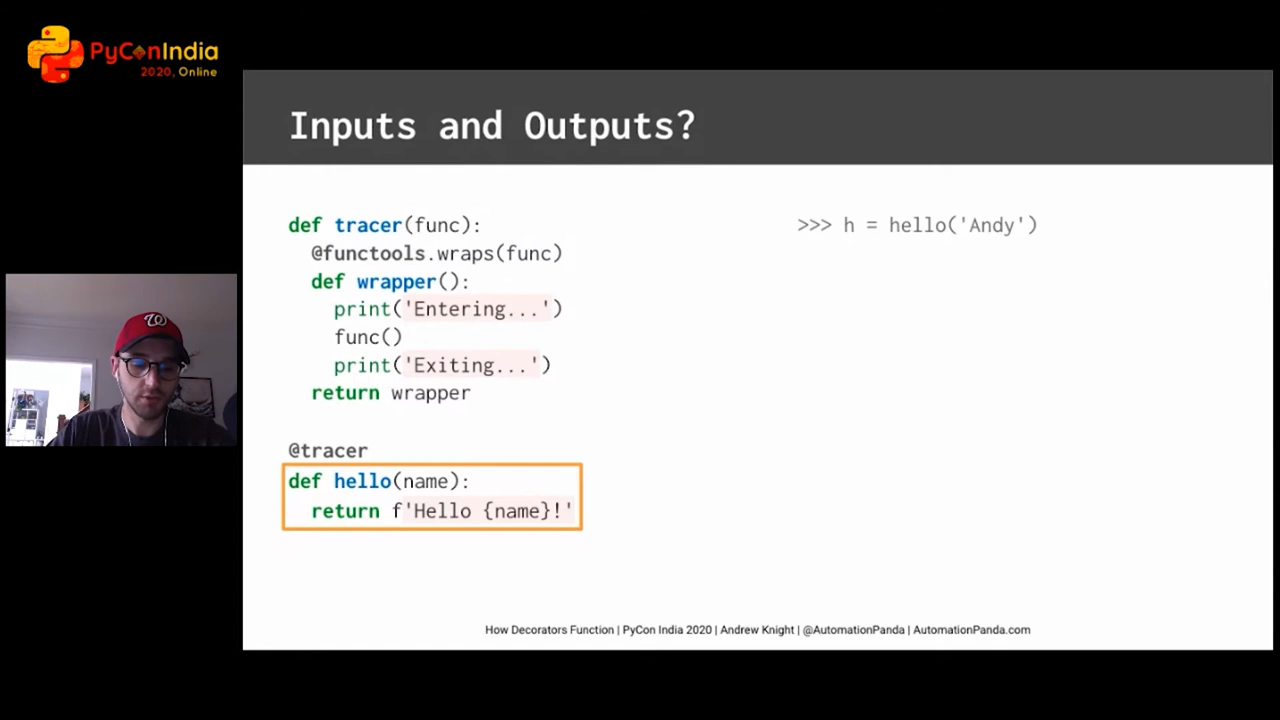 PyConIndia
2020, Online
Inputs and Outputs?
def tracer(func):
@functools.wraps(func)
def wrapper():
print('Entering...')
func()
print('Exiting...')
return wrapper
@tracer
def hello(name):
return f'Hello {name}!'
>>> h = hello('Andy')
How Decorators Function | PyCon India 2020 | Andrew Knight | @AutomationPanda | AutomationPanda.com